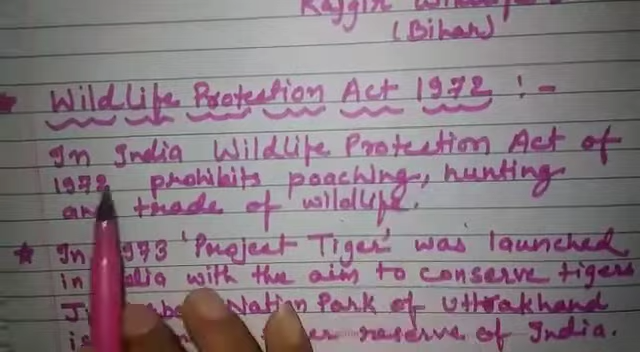 (Bihar)
Wildlife Protection Act 1972 :-
In India Wildlife Protection Act of
1972 prohibits poaching, hunting
trade of wildlife.
In 1973 'Project Tiger' was launched
in with the aim to conserve tigers
Nation Park of Uttrakhand
reserve of India.